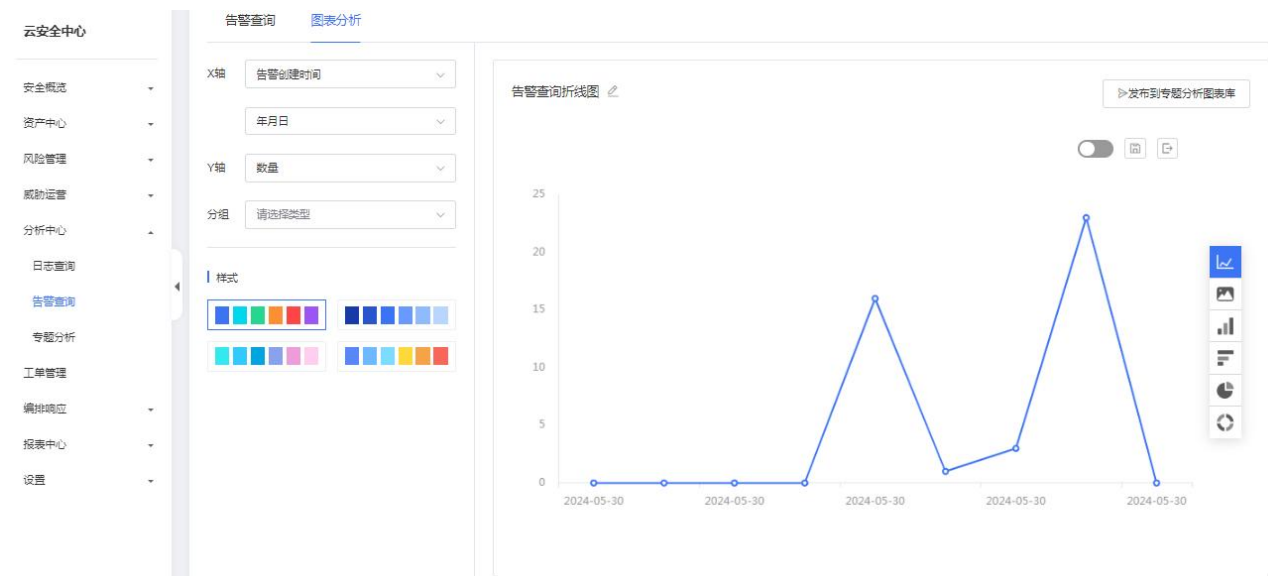 云安全中心
安全概览
资产中心
风险管理
威胁运营
分析中心
日志查询
告警查询
专题分析
工单管理
编排响应
报表中心
设置
告警查询 图表分析
X轴 告警创建时间
年月日
Y轴 数量
分组 请选择类型
样式
告警查询折线图
发布到专题分析图表库
25
20
15
10
5
0
2024-05-30 2024-05-30 2024-05-30 2024-05-30 2024-05-30